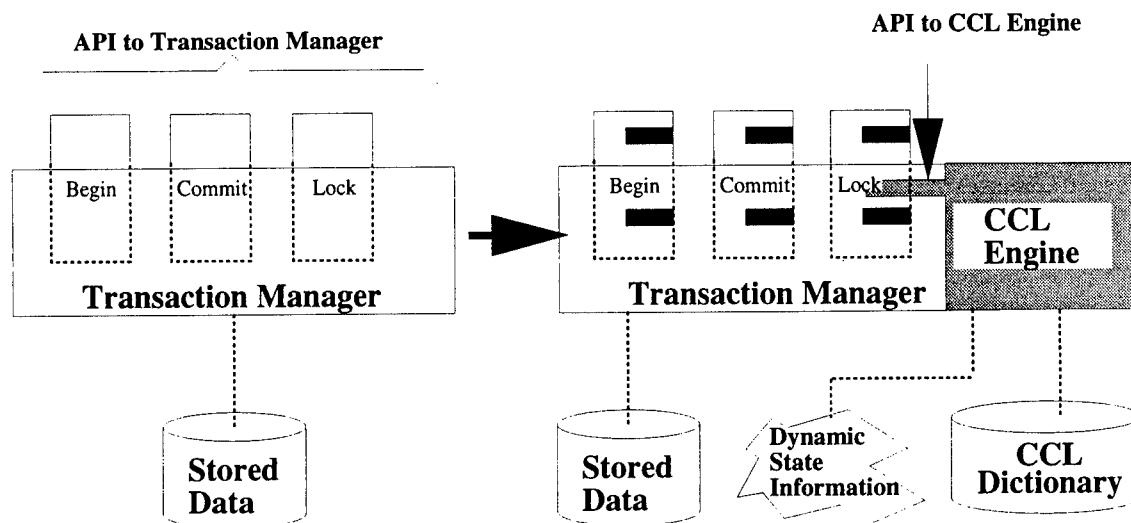 API to Transaction Manager
API to CCL Engine
Begin
Commit
Lock
Transaction Manager
Begin
Commit
Lock
CCL
Engine
Transaction Manager
Stored
Data
Stored
Data
Dynamic
State
Information
CCL
Dictionary